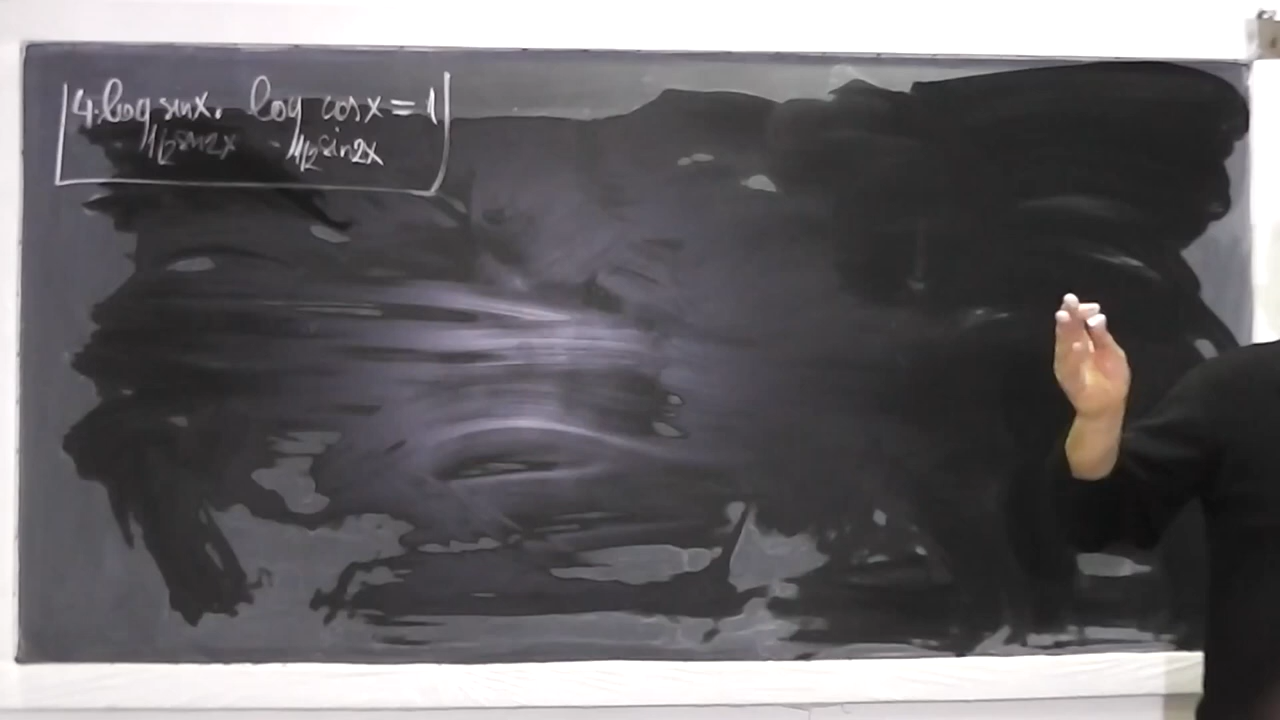 4·log sinx · log cosx = 1
1/2 sin2x 1/2 sin2x